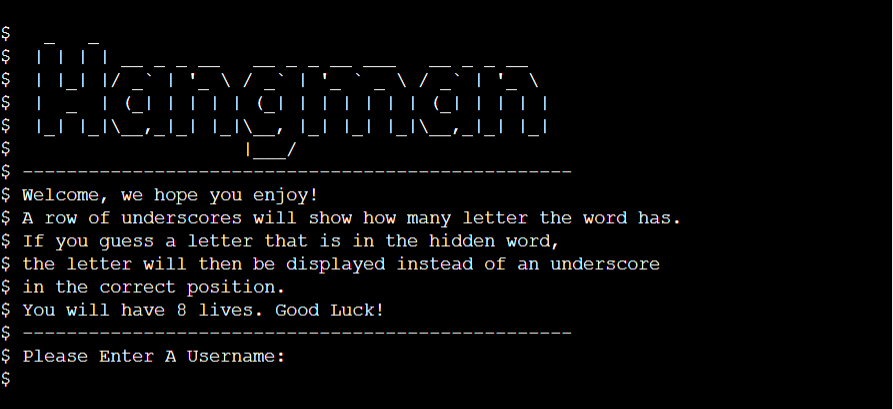 $
$   _   _
$  | | | | __ _ _ __   __ _ _ __ ___   __ _ _ __
$  | |_| |/ _` | '_ \ / _` | '_ ` _ \ / _` | '_ \
$  |  _  | (_| | | | | (_| | | | | | | (_| | | | |
$  |_| |_|\__,_|_| |_|\__, |_| |_| |_|\__,_|_| |_|
$                     |___/
$ --------------------------------------------------
$ Welcome, we hope you enjoy!
$ A row of underscores will show how many letter the word has.
$ If you guess a letter that is in the hidden word,
$ the letter will then be displayed instead of an underscore
$ in the correct position.
$ You will have 8 lives. Good Luck!
$ --------------------------------------------------
$ Please Enter A Username:
$